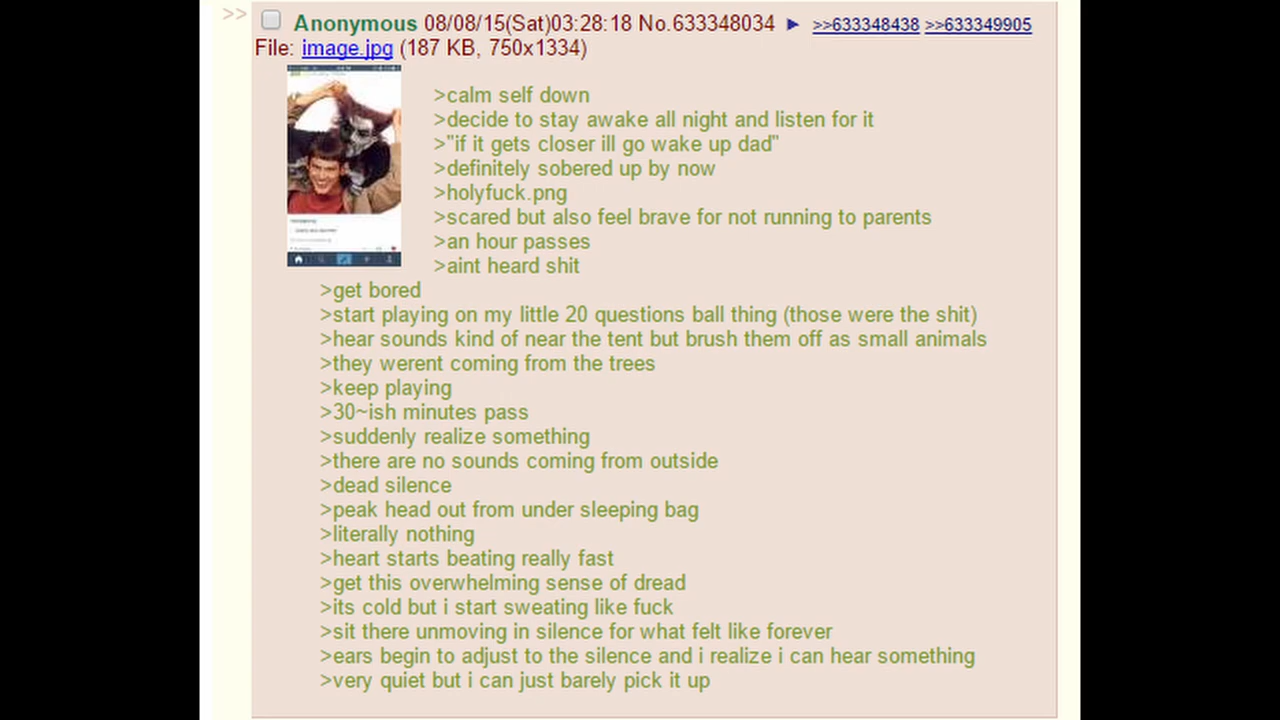 >>
Anonymous 08/08/15(Sat)03:28:18 No.633348034 ► >>633348438 >>633349905
File: image.jpg (187 KB, 750x1334)
>calm self down
>decide to stay awake all night and listen for it
>"if it gets closer ill go wake up dad"
>definitely sobered up by now
>holyfuck.png
>scared but also feel brave for not running to parents
>an hour passes
>aint heard shit
>get bored
>start playing on my little 20 questions ball thing (those were the shit)
>hear sounds kind of near the tent but brush them off as small animals
>they werent coming from the trees
>keep playing
>30~ish minutes pass
>suddenly realize something
>there are no sounds coming from outside
>dead silence
>peak head out from under sleeping bag
>literally nothing
>heart starts beating really fast
>get this overwhelming sense of dread
>its cold but i start sweating like fuck
>sit there unmoving in silence for what felt like forever
>ears begin to adjust to the silence and i realize i can hear something
>very quiet but i can just barely pick it up